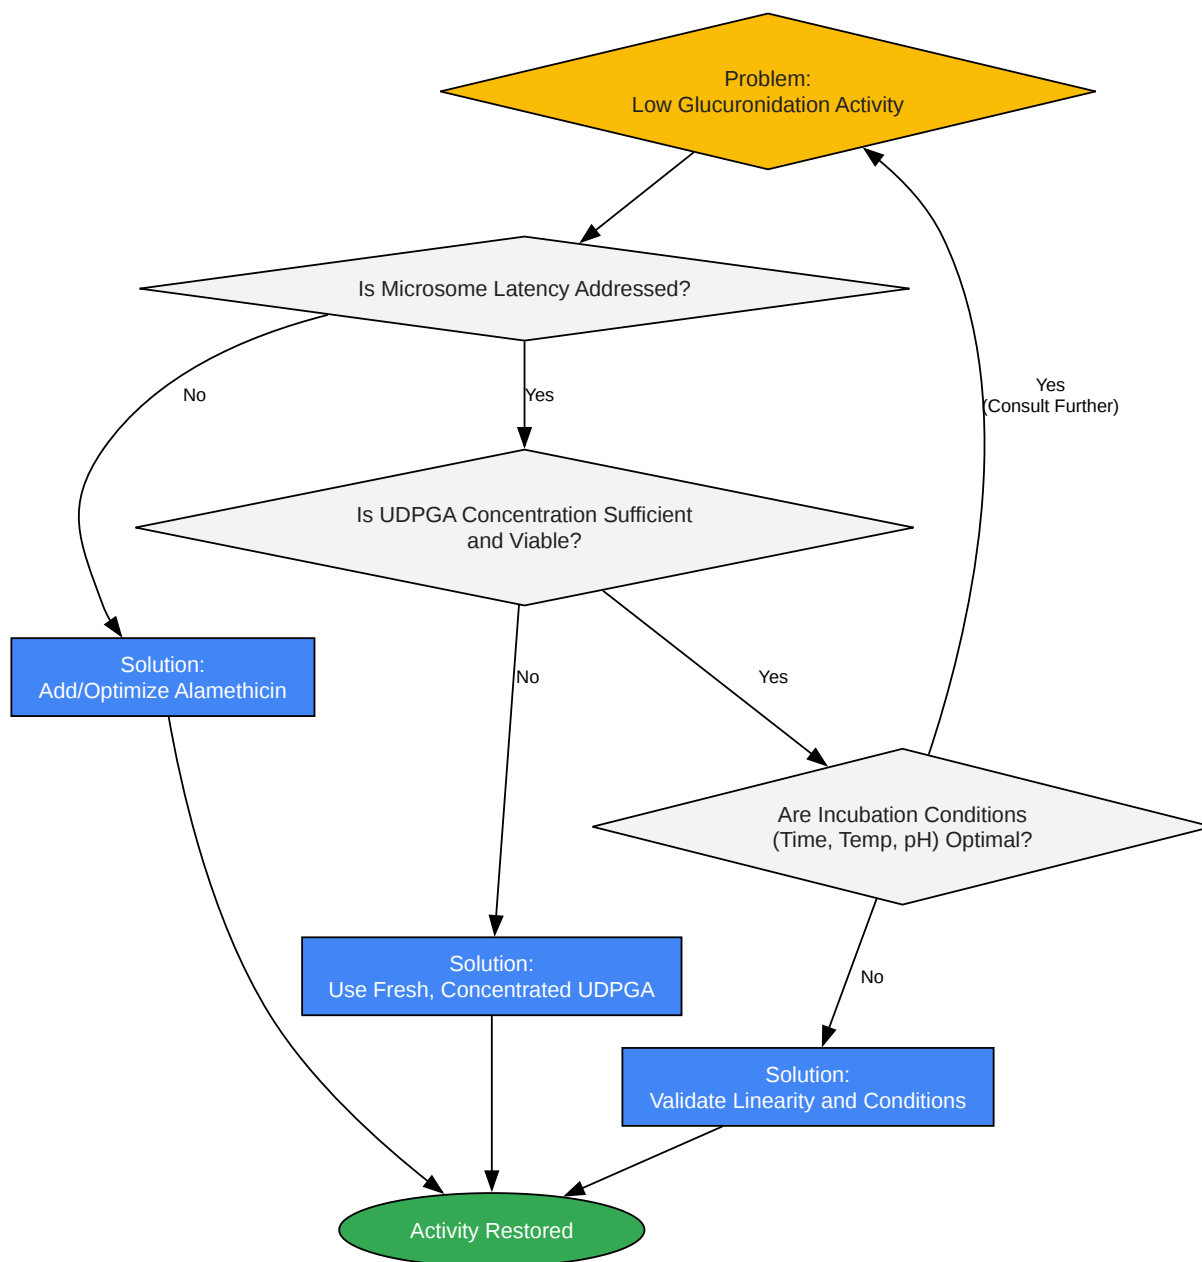 Problem:
Low Glucuronidation Activity
Is Microsome Latency Addressed?
No
Yes
Yes
(Consult Further)
Is UDPGA Concentration Sufficient
and Viable?
Solution:
Add/Optimize Alamethicin
No
Yes
Are Incubation Conditions
(Time, Temp, pH) Optimal?
Solution:
Use Fresh, Concentrated UDPGA
No
Solution:
Validate Linearity and Conditions
Activity Restored